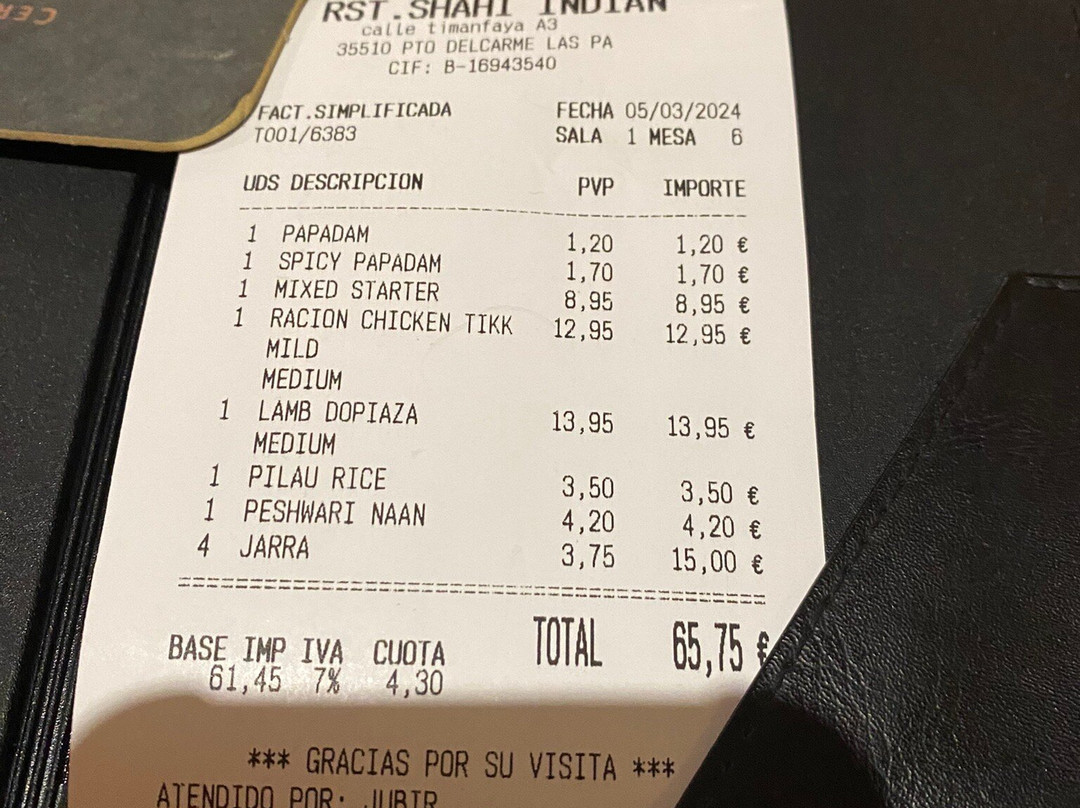 RST.SHAHI INDIAN
calle timanfaya A3
35510 PTO DELCARME LAS PA
CIF: B-16943540
FACT.SIMPLIFICADA FECHA 05/03/2024
T001/6383 SALA 1 MESA 6
UDS DESCRIPCION PVP IMPORTE
1 PAPADAM 1,20 1,20 €
1 SPICY PAPADAM 1,70 1,70 €
1 MIXED STARTER 8,95 8,95 €
1 RACION CHICKEN TIKK 12,95 12,95 €
MILD
MEDIUM
1 LAMB DOPIAZA 13,95 13,95 €
MEDIUM
1 PILAU RICE 3,50 3,50 €
1 PESHWARI NAAN 4,20 4,20 €
4 JARRA 3,75 15,00 €
TOTAL 65,75 €
BASE IMP IVA CUOTA
61,45 7% 4,30
*** GRACIAS POR SU VISITA ***
ATENDIDO POR: JUBIR